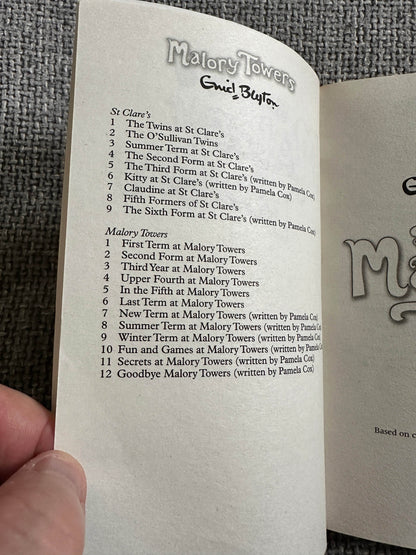 Malory Towers
Enid Blyton
St Clare's
1 The Twins at St Clare's
2 The O'Sullivan Twins
3 Summer Term at St Clare's
4 The Second Form at St Clare's
5 The Third Form at St Clare's
6 Kitty at St Clare's (written by Pamela Cox)
7 Claudine at St Clare's
8 Fifth Formers of St Clare's
9 The Sixth Form at St Clare's (written by Pamela Cox)
Malory Towers
1 First Term at Malory Towers
2 Second Form at Malory Towers
3 Third Year at Malory Towers
4 Upper Fourth at Malory Towers
5 In the Fifth at Malory Towers
6 Last Term at Malory Towers
7 New Term at Malory Towers (written by Pamela Cox)
8 Summer Term at Malory Towers (written by Pamela Cox)
9 Winter Term at Malory Towers (written by Pamela Cox)
10 Fun and Games at Malory Towers (written by Pamela Cox)
11 Secrets at Malory Towers (written by Pamela Cox)
12 Goodbye Malory Towers (written by Pamela Cox)
Based on